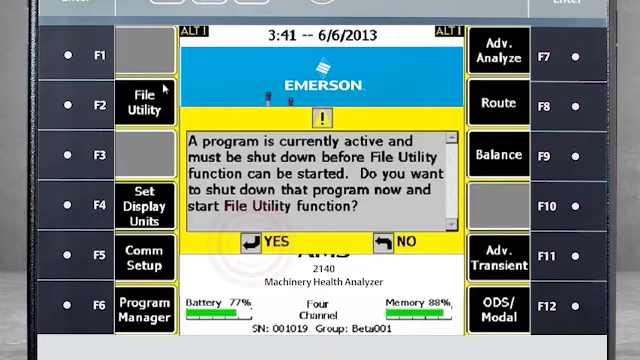 Enter
Enter
ALT1
3:41 -- 6/6/2013
ALT1
EMERSON
F1
F2
F3
F4
F5
F6
File
Utility
Set
Display
Units
Comm
Setup
Program
Manager
!
A program is currently active and
must be shut down before File Utility
function can be started. Do you want
to shut down that program now and
start File Utility function?
YES
NO
AMS
2140
Machinery Health Analyzer
Battery 77%
Four
Channel
Memory 88%
SN: 001019 Group: Beta001
Adv.
Analyze
Route
Balance
Adv.
Transient
ODS/
Modal
F7
F8
F9
F10
F11
F12